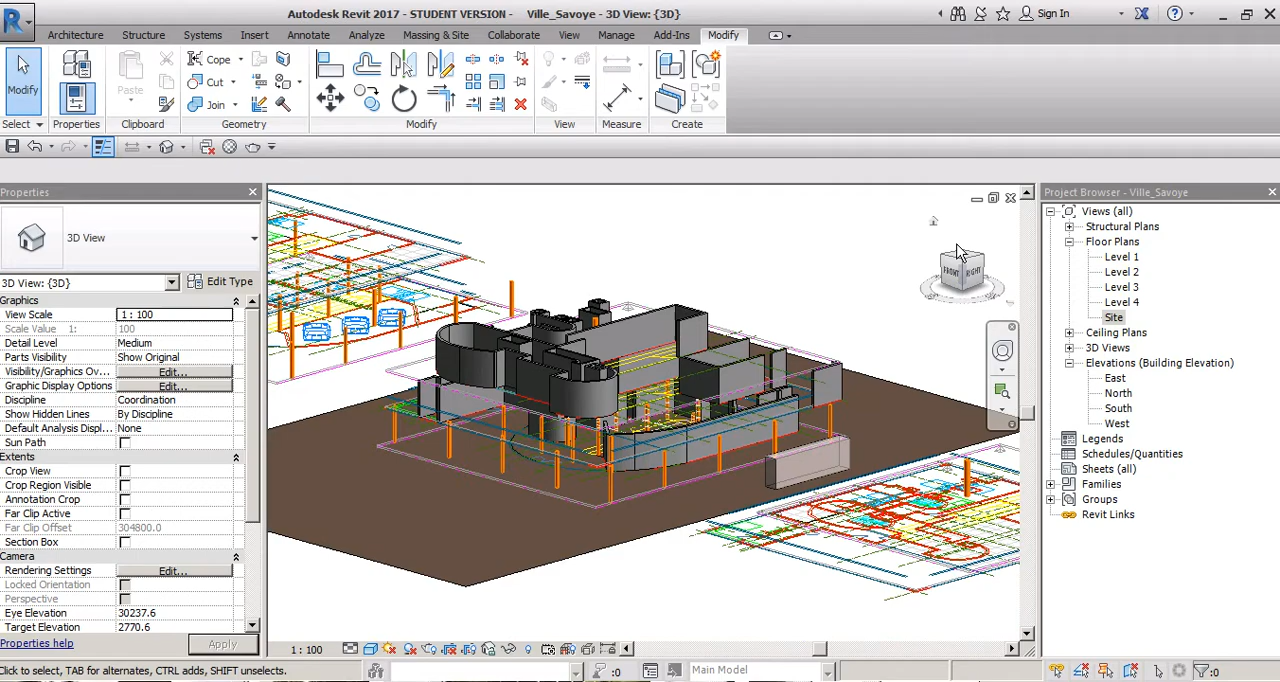 Autodesk Revit 2017 - STUDENT VERSION - Ville_Savoye - 3D View: {3D}
Sign In
Architecture Structure Systems Insert Annotate Analyze Massing & Site Collaborate View Manage Add-Ins Modify
Modify
Paste
Cope
Cut
Join
Select Properties Clipboard Geometry Modify View Measure Create
Properties
3D View
3D View: {3D} Edit Type
Graphics
View Scale 1 : 100
Scale Value 1: 100
Detail Level Medium
Parts Visibility Show Original
Visibility/Graphics Ov... Edit...
Graphic Display Options Edit...
Discipline Coordination
Show Hidden Lines By Discipline
Default Analysis Displ... None
Sun Path
Extents
Crop View
Crop Region Visible
Annotation Crop
Far Clip Active
Far Clip Offset 304800.0
Section Box
Camera
Rendering Settings Edit...
Locked Orientation
Perspective
Eye Elevation 30237.6
Target Elevation 2770.6
Properties help Apply
FRONT RIGHT
Project Browser - Ville_Savoye
Views (all)
Structural Plans
Floor Plans
Level 1
Level 2
Level 3
Level 4
Site
Ceiling Plans
3D Views
Elevations (Building Elevation)
East
North
South
West
Legends
Schedules/Quantities
Sheets (all)
Families
Groups
Revit Links
1 : 100
Click to select, TAB for alternates, CTRL adds, SHIFT unselects.
:0
Main Model
:0